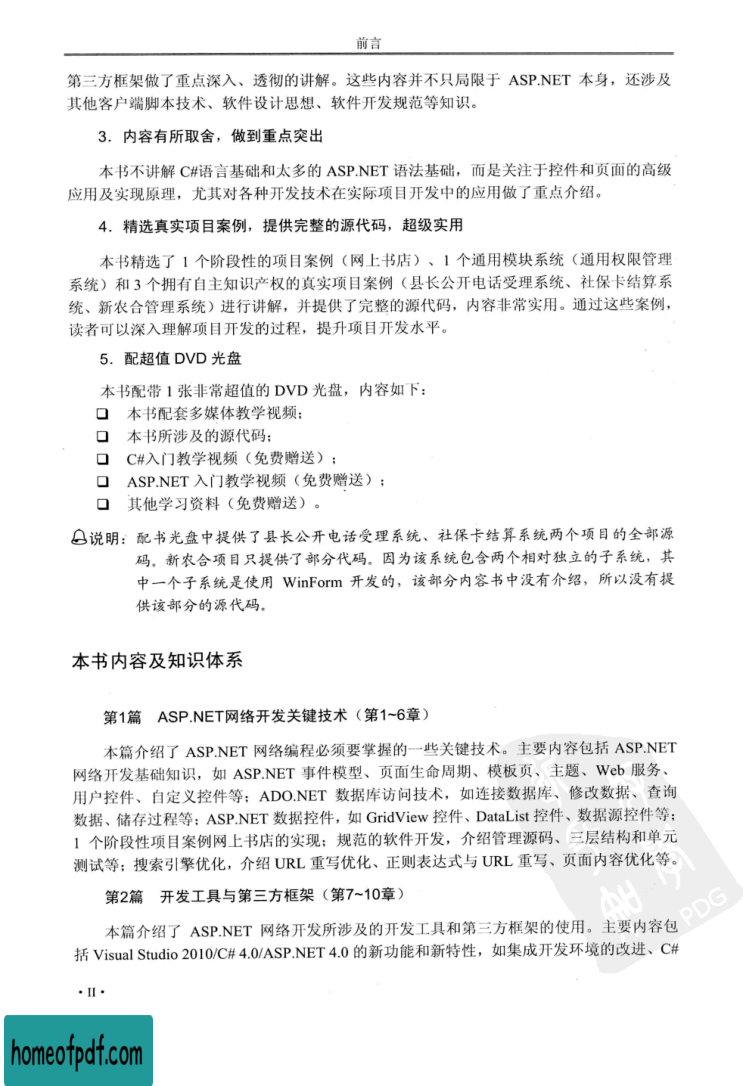 前言
第三方框架做了重点深入、透彻的讲解。这些内容并不只局限于 ASP.NET 本身，还涉及
其他客户端脚本技术、软件设计思想、软件开发规范等知识。
3．内容有所取舍，做到重点突出
本书不讲解 C#语言基础和太多的 ASP.NET 语法基础，而是关注于控件和页面的高级
应用及实现原理，尤其对各种开发技术在实际项目开发中的应用做了重点介绍。
4．精选真实项目案例，提供完整的源代码，超级实用
本书精选了 1 个阶段性的项目案例（网上书店）、1 个通用模块系统（通用权限管理
系统）和 3 个拥有自主知识产权的真实项目案例（县长公开电话受理系统、社保卡结算系
统、新农合管理系统）进行讲解，并提供了完整的源代码，内容非常实用。通过这些案例，
读者可以深入理解项目开发的过程，提升项目开发水平。
5．配超值 DVD 光盘
本书配带 1 张非常超值的 DVD 光盘，内容如下：
❑ 本书配套多媒体教学视频；
❑ 本书所涉及的源代码；
❑ C#入门教学视频（免费赠送）；
❑ ASP.NET 入门教学视频（免费赠送）；
❑ 其他学习资料（免费赠送）。
说明：配书光盘中提供了县长公开电话受理系统、社保卡结算系统两个项目的全部源
码。新农合项目只提供了部分代码。因为该系统包含两个相对独立的子系统，其
中一个子系统是使用 WinForm 开发的，该部分内容书中没有介绍，所以没有提
供该部分的源代码。
本书内容及知识体系
第1篇 ASP.NET网络开发关键技术（第1~6章）
本篇介绍了 ASP.NET 网络编程必须要掌握的一些关键技术。主要内容包括 ASP.NET
网络开发基础知识，如 ASP.NET 事件模型、页面生命周期、模板页、主题、Web 服务、
用户控件、自定义控件等；ADO.NET 数据库访问技术，如连接数据库、修改数据、查询
数据、储存过程等；ASP.NET 数据控件，如 GridView 控件、DataList 控件、数据源控件等；
1 个阶段性项目案例网上书店的实现；规范的软件开发，介绍管理源码、三层结构和单元
测试等；搜索引擎优化，介绍 URL 重写优化、正则表达式与 URL 重写、页面内容优化等。
第2篇 开发工具与第三方框架（第7~10章）
本篇介绍了 ASP.NET 网络开发所涉及的开发工具和第三方框架的使用。主要内容包
括 Visual Studio 2010/C# 4.0/ASP.NET 4.0 的新功能和新特性，如集成开发环境的改进、C#
PDG
· II ·
homeofpdf.com